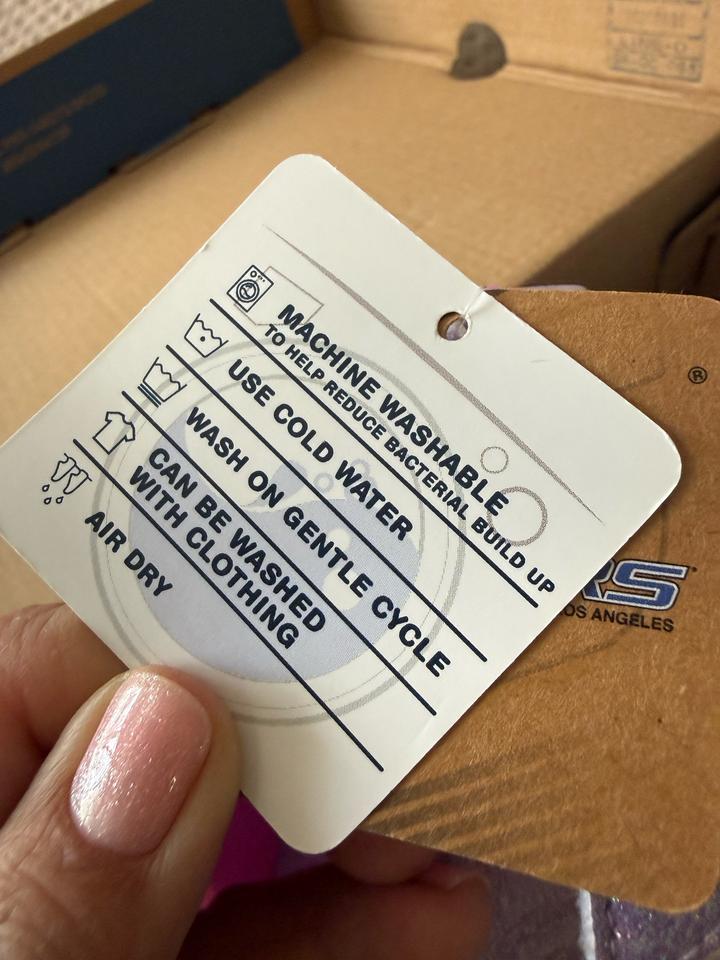 MACHINE WASHABLE
TO HELP REDUCE BACTERIAL BUILD UP
USE COLD WATER
WASH ON GENTLE CYCLE
CAN BE WASHED
WITH CLOTHING
AIR DRY
®
RS
OS ANGELES